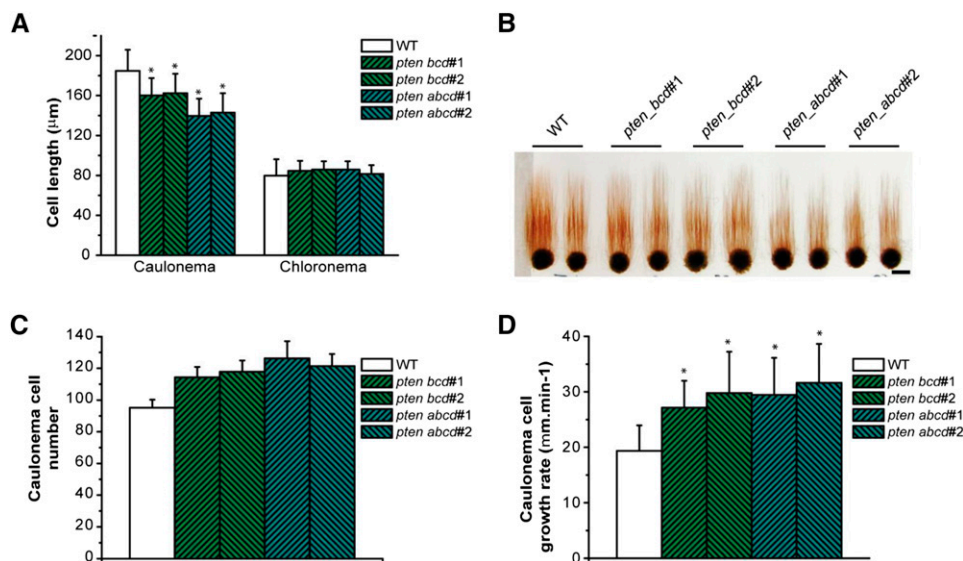 A
Cell length (µm)
200
160
120
80
40
0
*
*
*
*
Caulonema
Chloronema
WT
pten bcd#1
pten bcd#2
pten abcd#1
pten abcd#2
B
WT
pten_bcd#1
pten_bcd#2
pten_abcd#1
pten_abcd#2
C
Caulonema cell
number
140
120
100
80
60
40
20
0
WT
pten bcd#1
pten bcd#2
pten abcd#1
pten abcd#2
D
Caulonema cell
growth rate (mm.min-1)
40
30
20
10
0
*
*
*
*
WT
pten bcd#1
pten bcd#2
pten abcd#1
pten abcd#2